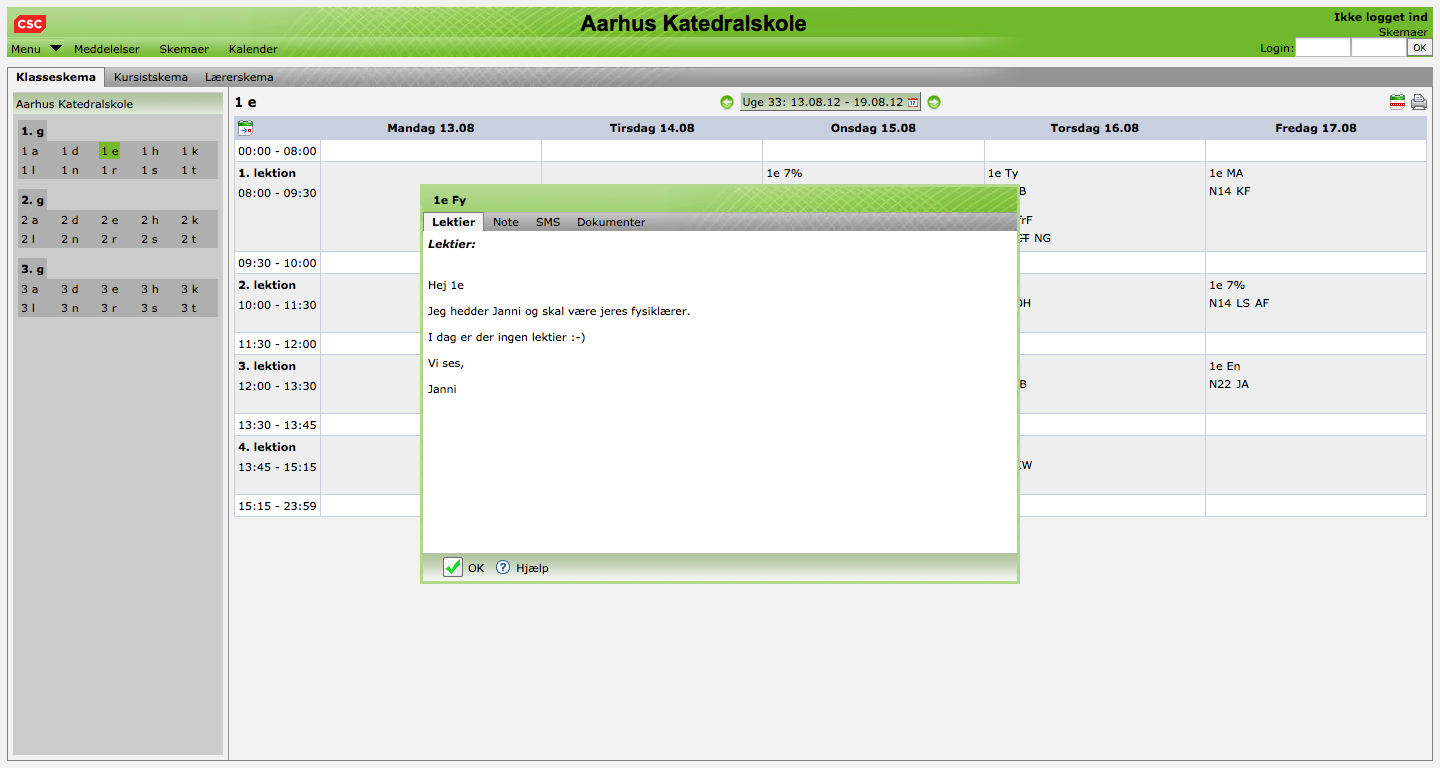 CSC
Aarhus Katedralskole
Ikke logget ind
Skemaer
Menu Meddelelser Skemaer Kalender
Login: OK
Klasseskema Kursistskema Lærerskema
Aarhus Katedralskole
1. g
1 a 1 d 1 e 1 h 1 k
1 l 1 n 1 r 1 s 1 t
2. g
2 a 2 d 2 e 2 h 2 k
2 l 2 n 2 r 2 s 2 t
3. g
3 a 3 d 3 e 3 h 3 k
3 l 3 n 3 r 3 s 3 t
1 e
Uge 33: 13.08.12 - 19.08.12
Mandag 13.08 Tirsdag 14.08 Onsdag 15.08 Torsdag 16.08 Fredag 17.08
00:00 - 08:00
1. lektion 1e 7% 1e Ty 1e MA
08:00 - 09:30 B N14 KF
frF
NG
09:30 - 10:00
2. lektion 1e 7%
10:00 - 11:30 OH N14 LS AF
11:30 - 12:00
3. lektion 1e En
12:00 - 13:30 B N22 JA
13:30 - 13:45
4. lektion
13:45 - 15:15 W
15:15 - 23:59
1e Fy
Lektier Note SMS Dokumenter
Lektier:
Hej 1e
Jeg hedder Janni og skal være jeres fysiklærer.
I dag er der ingen lektier :-)
Vi ses,
Janni
OK Hjælp